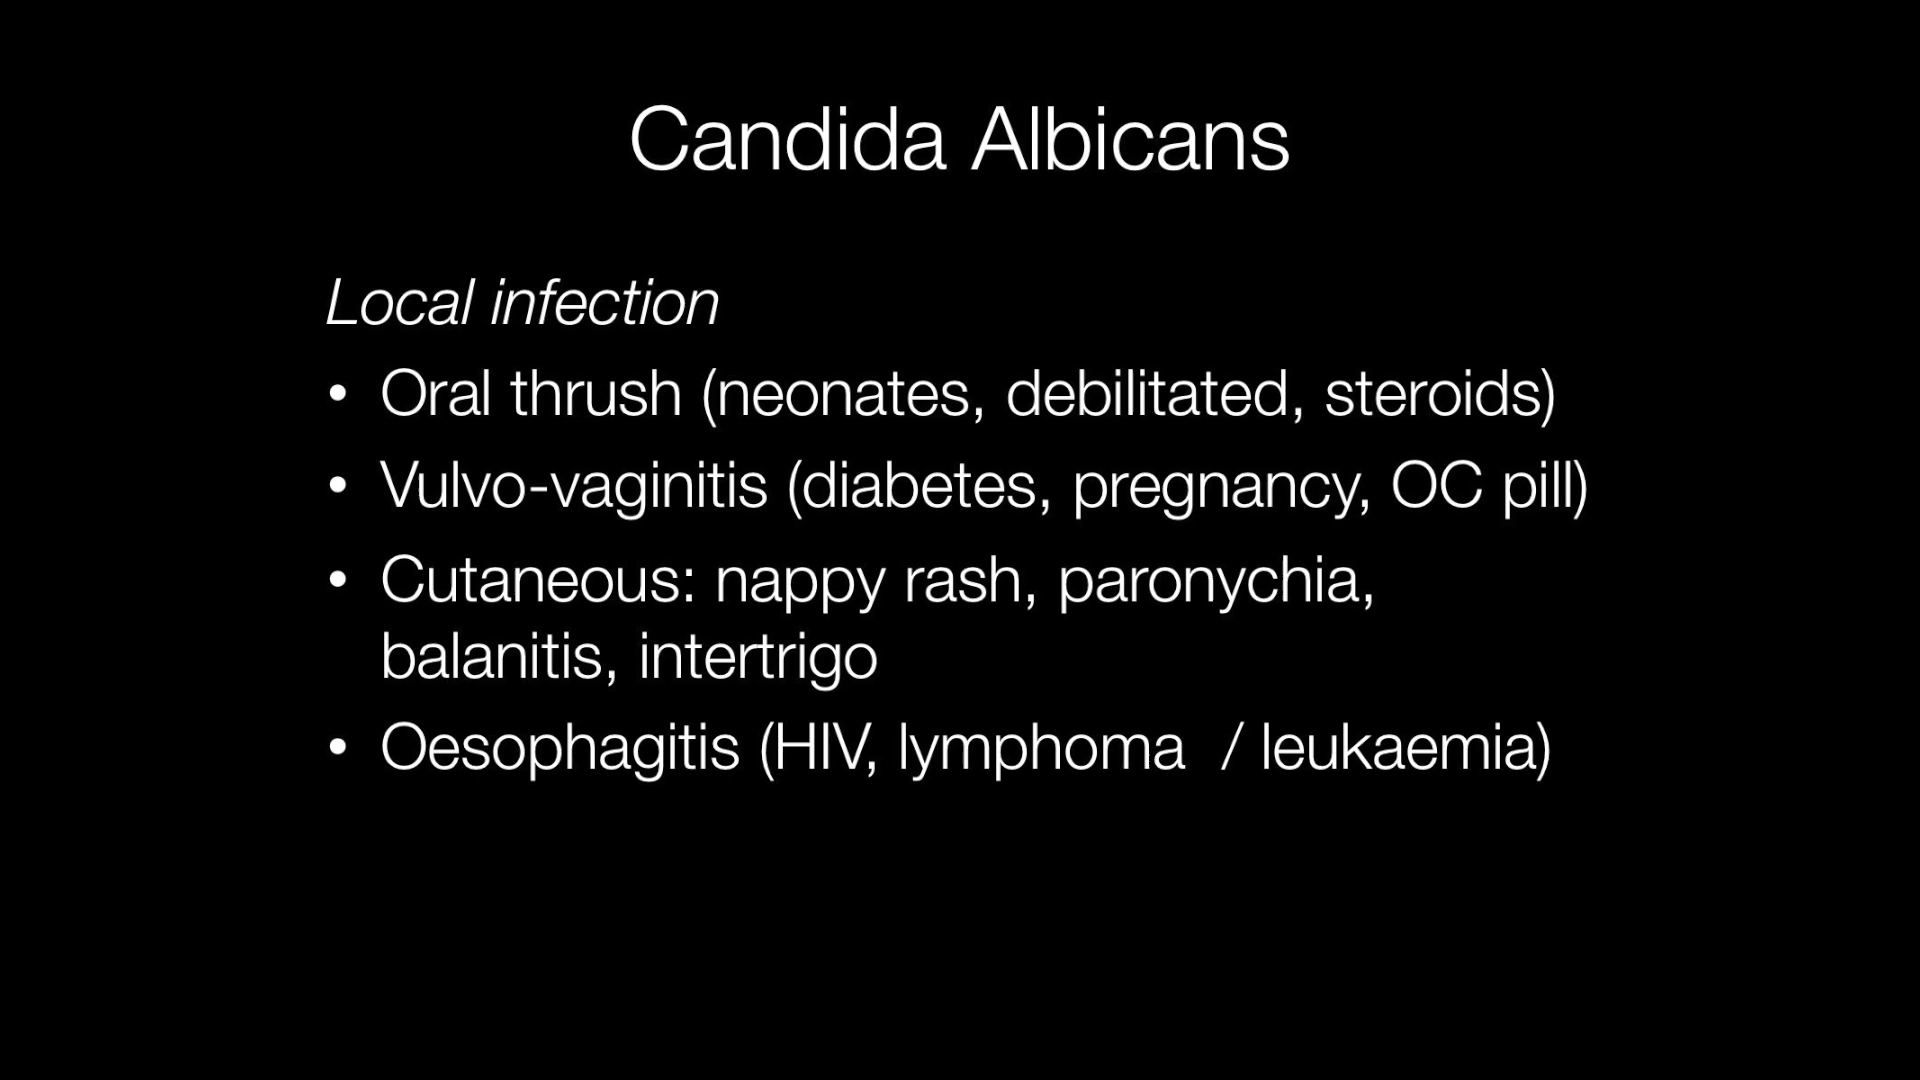 Candida Albicans
Local infection
• Oral thrush (neonates, debilitated, steroids)
• Vulvo-vaginitis (diabetes, pregnancy, OC pill)
• Cutaneous: nappy rash, paronychia,
balanitis, intertrigo
• Oesophagitis (HIV, lymphoma  / leukaemia)